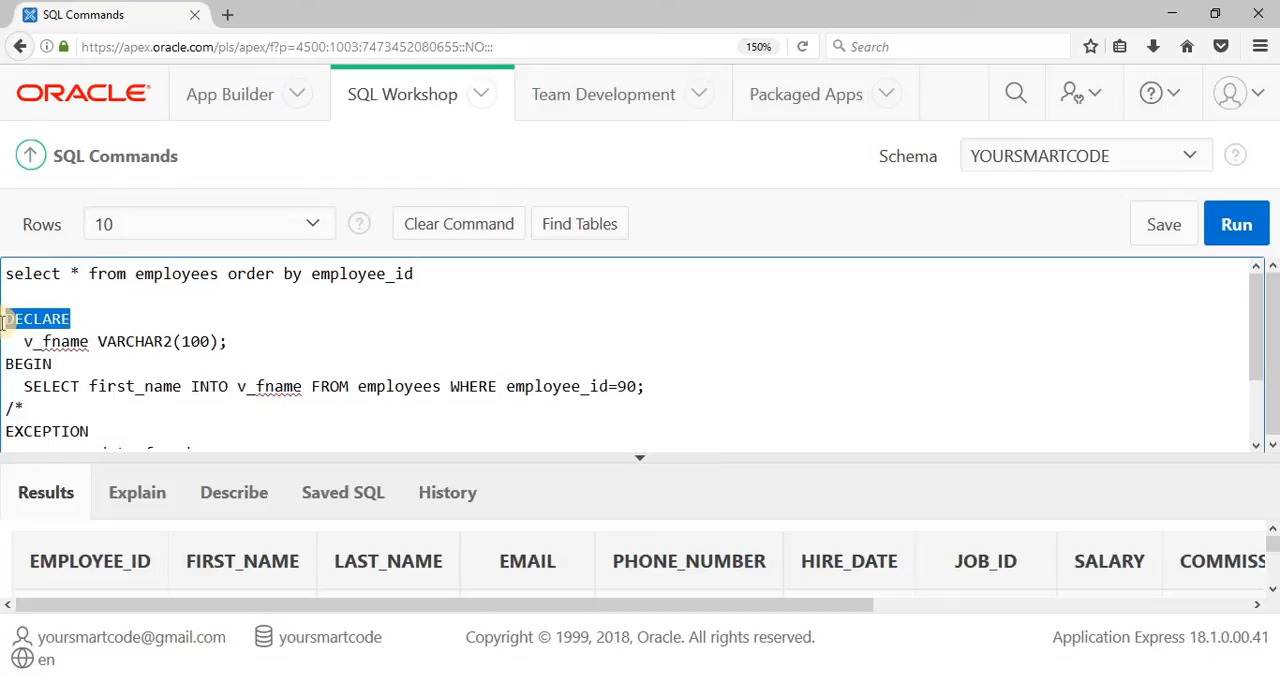 SQL Commands
https://apex.oracle.com/pls/apex/f?p=4500:1003:7473452080655::NO:::
150%
Search
ORACLE
App Builder
SQL Workshop
Team Development
Packaged Apps
SQL Commands
Schema
YOURSMARTCODE
Rows
10
Clear Command
Find Tables
Save
Run
select * from employees order by employee_id
DECLARE
v_fname VARCHAR2(100);
BEGIN
SELECT first_name INTO v_fname FROM employees WHERE employee_id=90;
/*
EXCEPTION
Results Explain Describe Saved SQL History
EMPLOYEE_ID FIRST_NAME LAST_NAME EMAIL PHONE_NUMBER HIRE_DATE JOB_ID SALARY COMMISS
yoursmartcode@gmail.com yoursmartcode Copyright © 1999, 2018, Oracle. All rights reserved. Application Express 18.1.0.00.41
en